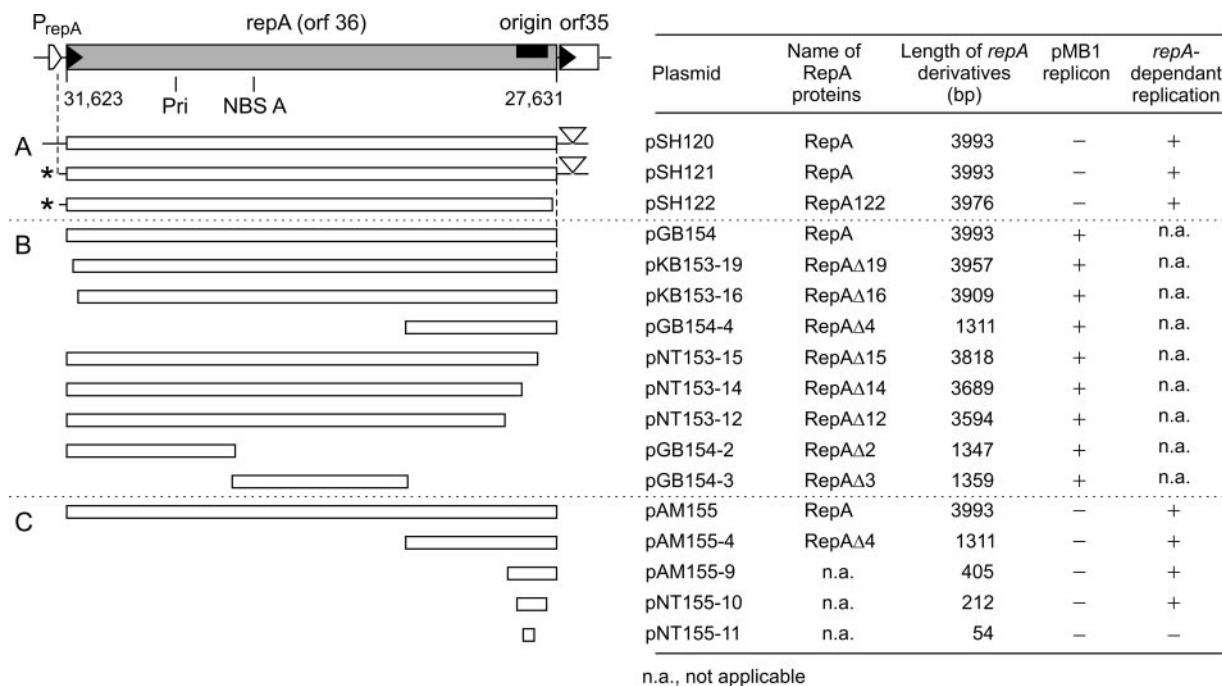 PrepA repA (orf 36) origin orf35
31,623 Pri NBS A 27,631
Plasmid Name of RepA proteins Length of repA derivatives (bp) pMB1 replicon repA-dependant replication
A
pSH120 RepA 3993 − +
* pSH121 RepA 3993 − +
* pSH122 RepA122 3976 − +
B
pGB154 RepA 3993 + n.a.
pKB153-19 RepAΔ19 3957 + n.a.
pKB153-16 RepAΔ16 3909 + n.a.
pGB154-4 RepAΔ4 1311 + n.a.
pNT153-15 RepAΔ15 3818 + n.a.
pNT153-14 RepAΔ14 3689 + n.a.
pNT153-12 RepAΔ12 3594 + n.a.
pGB154-2 RepAΔ2 1347 + n.a.
pGB154-3 RepAΔ3 1359 + n.a.
C
pAM155 RepA 3993 − +
pAM155-4 RepAΔ4 1311 − +
pAM155-9 n.a. 405 − +
pNT155-10 n.a. 212 − +
pNT155-11 n.a. 54 − −
n.a., not applicable